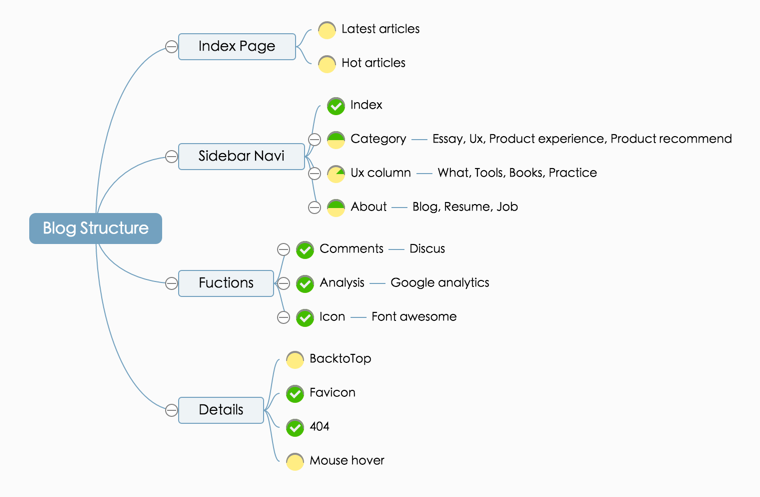 Blog Structure
Index Page
Latest articles
Hot articles
Sidebar Navi
Index
Category
Essay, Ux, Product experience, Product recommend
Ux column
What, Tools, Books, Practice
About
Blog, Resume, Job
Fuctions
Comments
Discus
Analysis
Google analytics
Icon
Font awesome
Details
BacktoTop
Favicon
404
Mouse hover